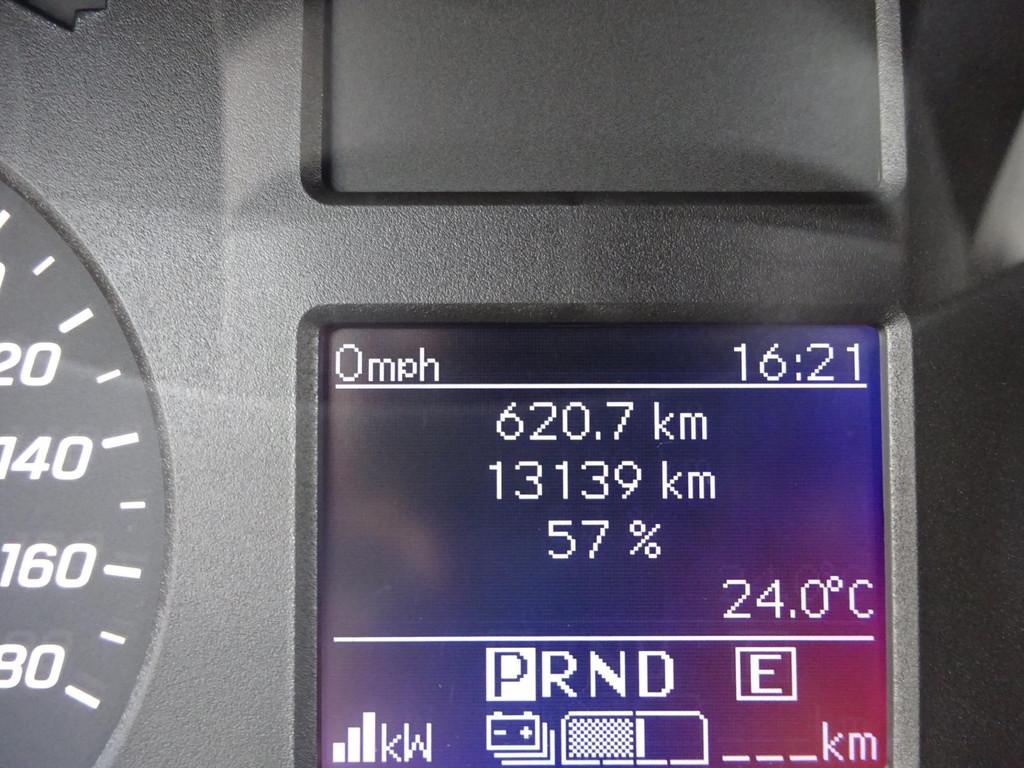 0mph 16:21
620.7 km
13139 km
57 %
24.0°C
PRND E
kW ___km
20
140
160
80